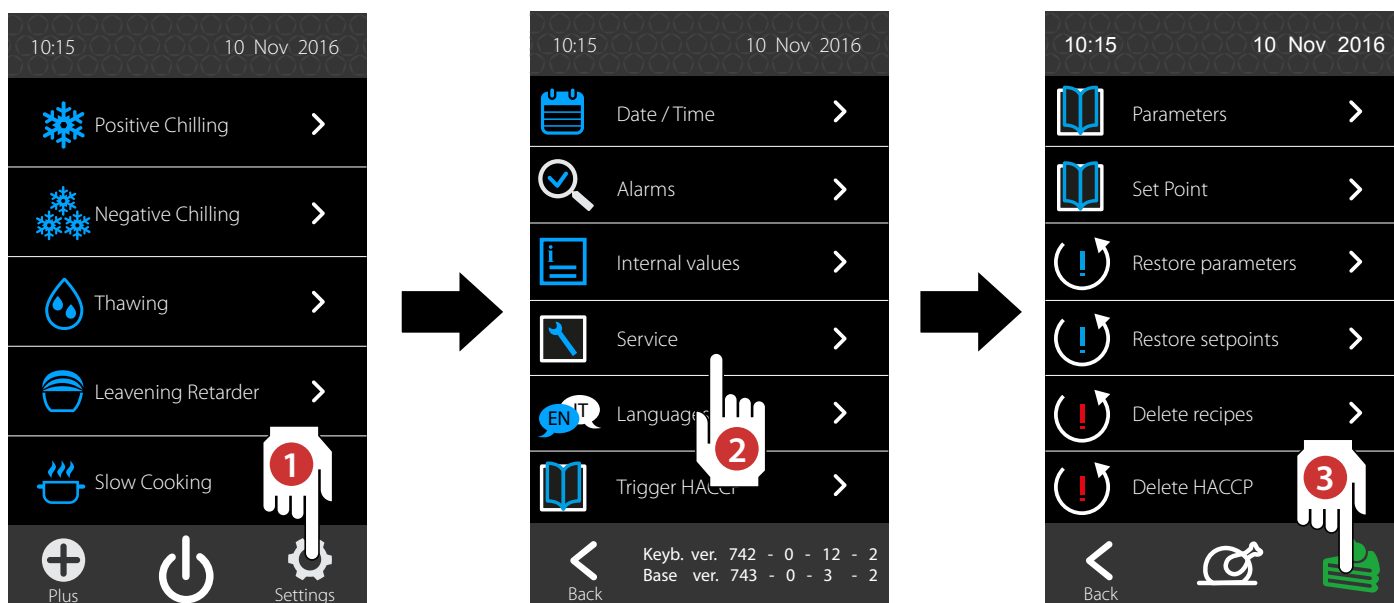 10:15 10 Nov 2016
Positive Chilling
Negative Chilling
Thawing
Leavening Retarder
Slow Cooking
1
Plus
Settings
10:15 10 Nov 2016
Date / Time
Alarms
i
Internal values
Service
EN IT
Languages
2
Trigger HACCP
Keyb. ver. 742 - 0 - 12 - 2
Base ver. 743 - 0 - 3 - 2
Back
10:15 10 Nov 2016
Parameters
Set Point
! Restore parameters
! Restore setpoints
! Delete recipes
! Delete HACCP
3
Back